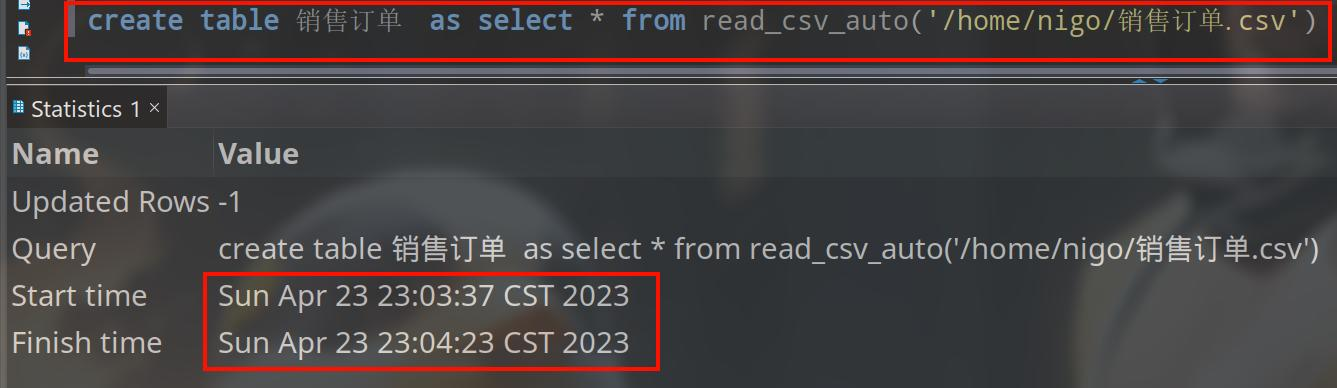 create table 销售订单 as select * from read_csv_auto('/home/nigo/销售订单.csv')
Statistics 1 ×
Name Value
Updated Rows -1
Query create table 销售订单 as select * from read_csv_auto('/home/nigo/销售订单.csv')
Start time Sun Apr 23 23:03:37 CST 2023
Finish time Sun Apr 23 23:04:23 CST 2023